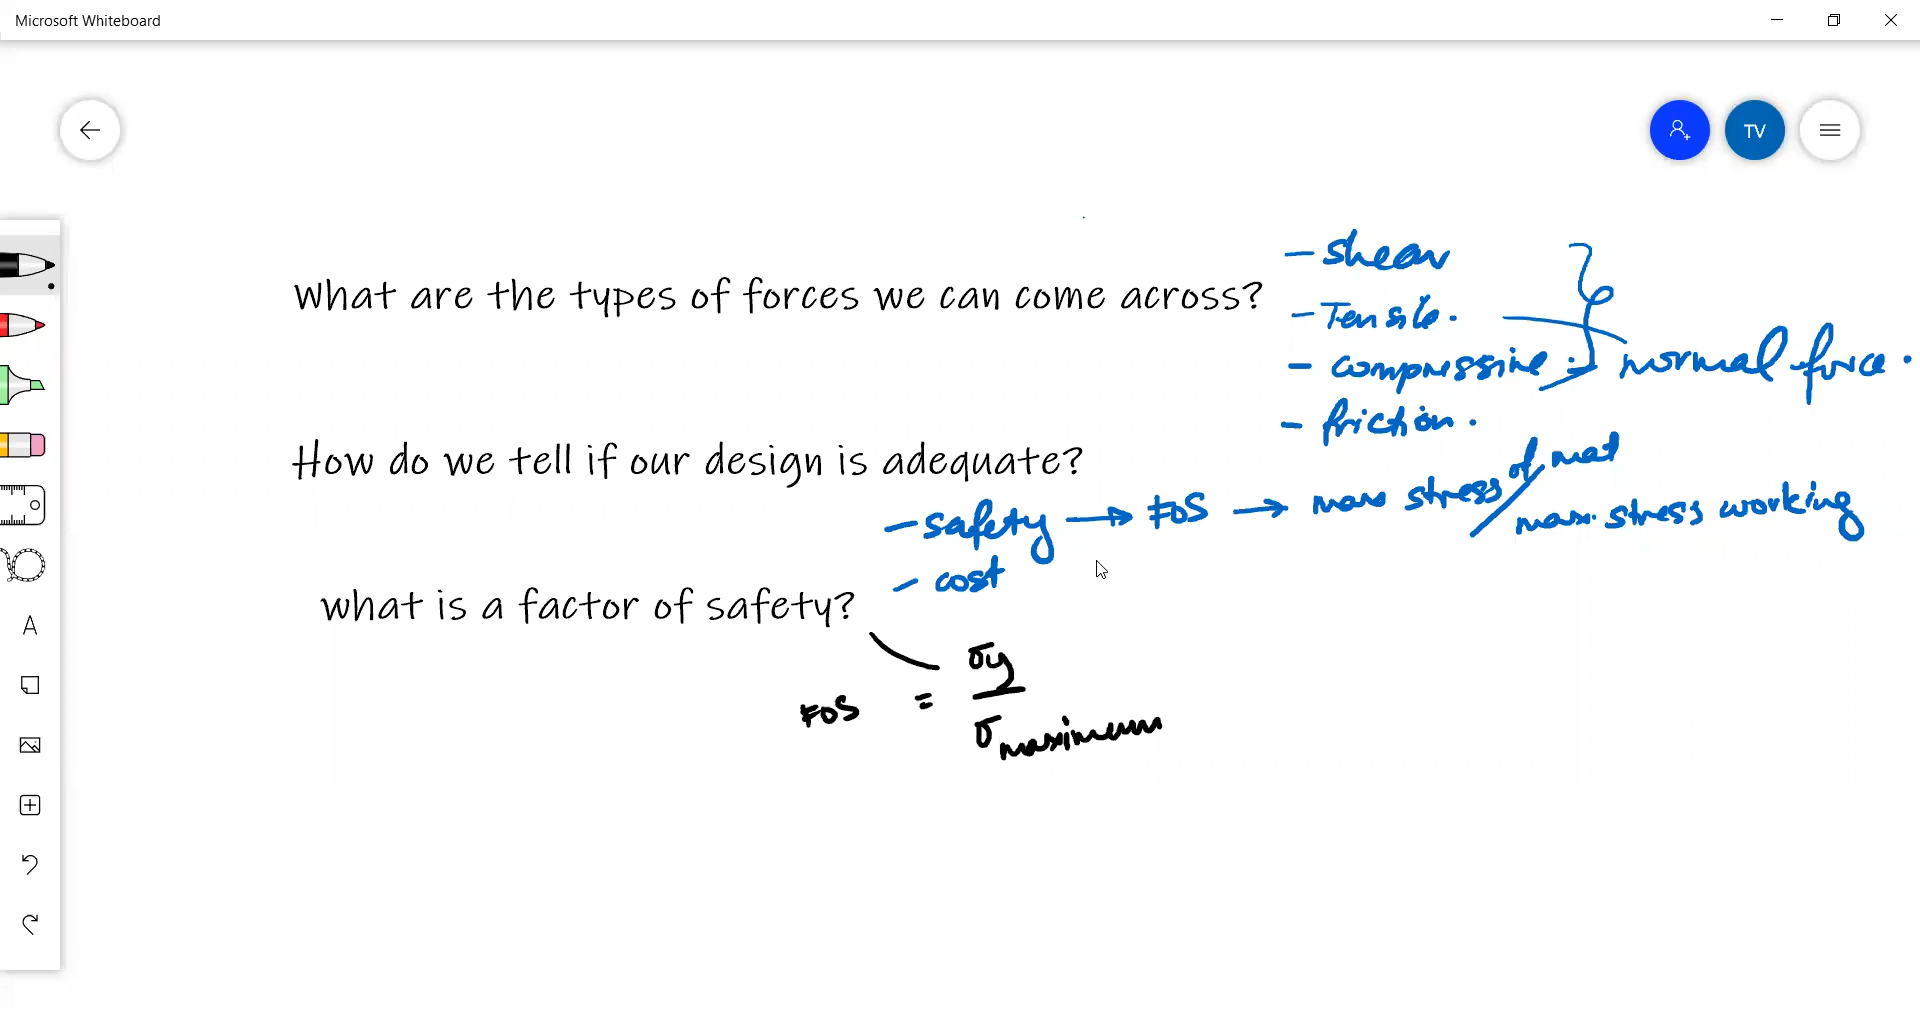 Microsoft Whiteboard
TV
What are the types of forces we can come across?
- shear
- Tensile.
- compressive.
normal force.
- friction.
How do we tell if our design is adequate?
- safety → FOS → max stress of mat / max. stress working
- cost
what is a factor of safety?
FOS = σy / σmaximum
A